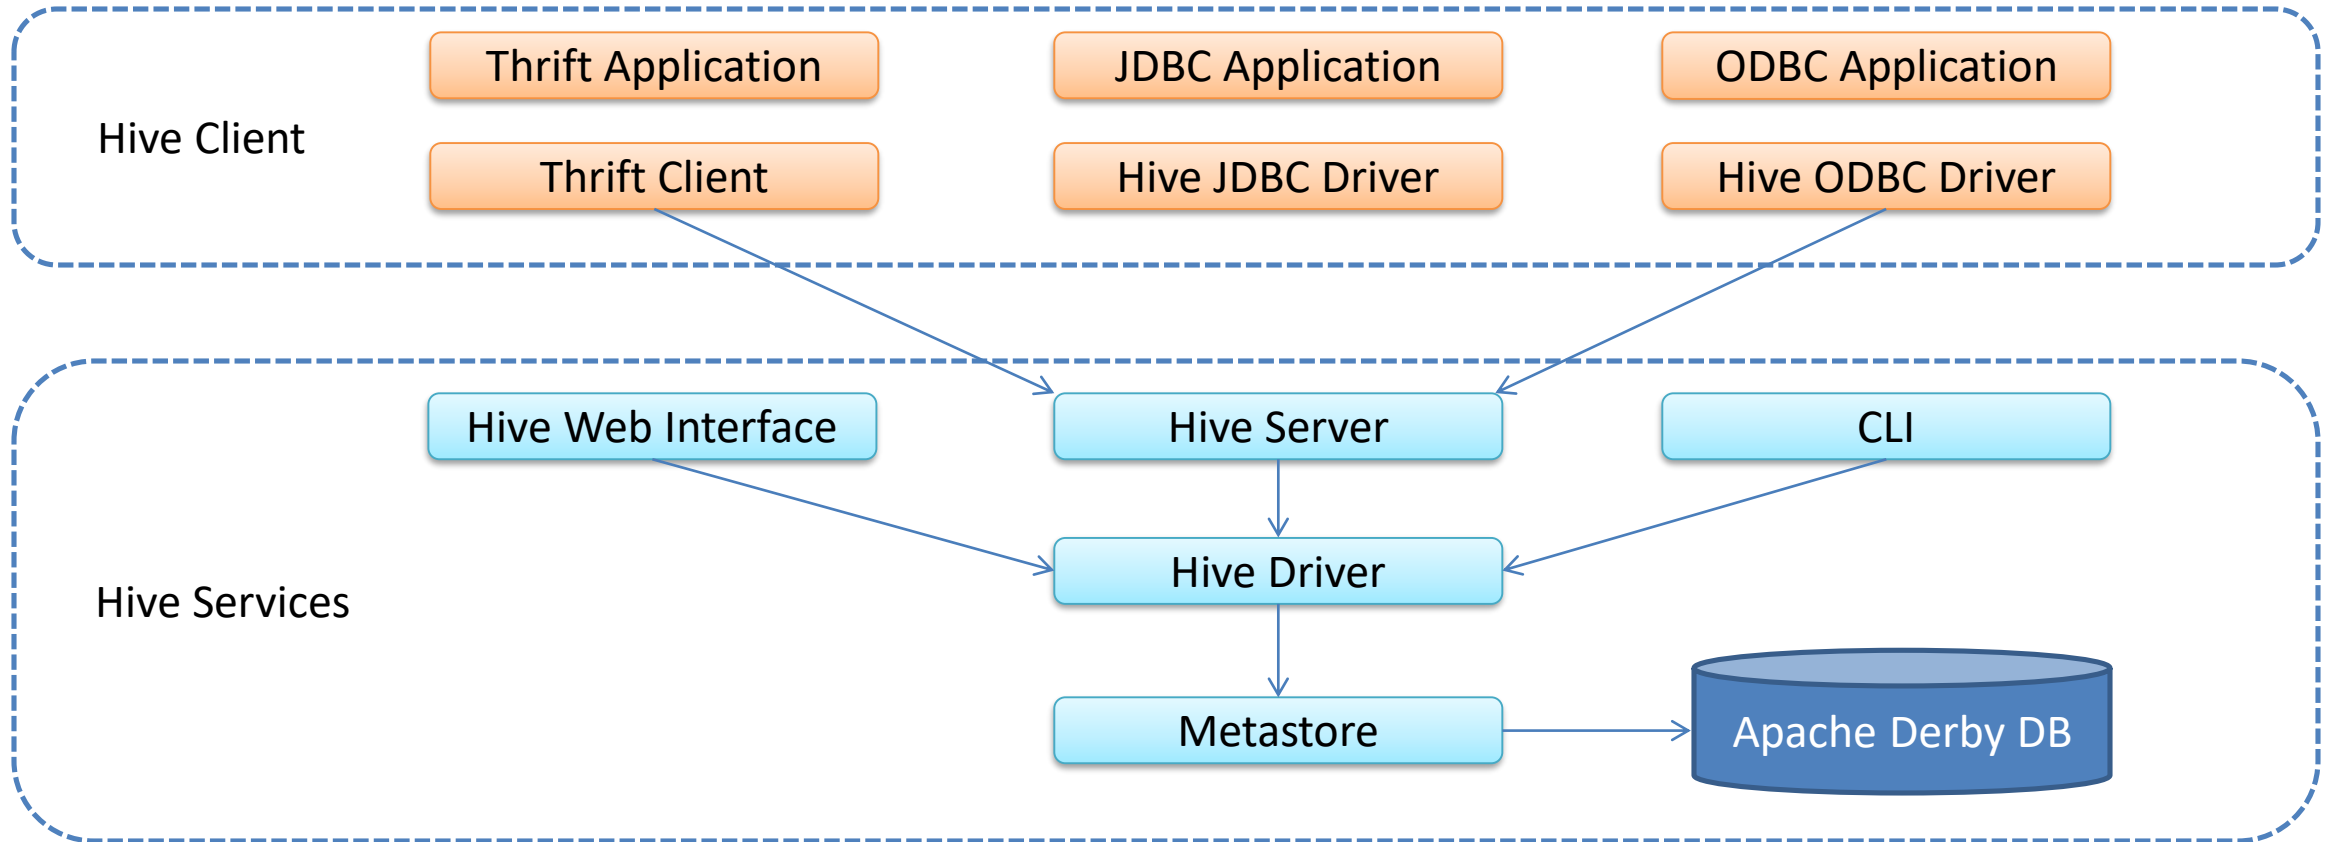 Thrift Application
JDBC Application
ODBC Application
Hive Client
Thrift Client
Hive JDBC Driver
Hive ODBC Driver
Hive Web Interface
Hive Server
CLI
Hive Driver
Hive Services
Metastore
Apache Derby DB